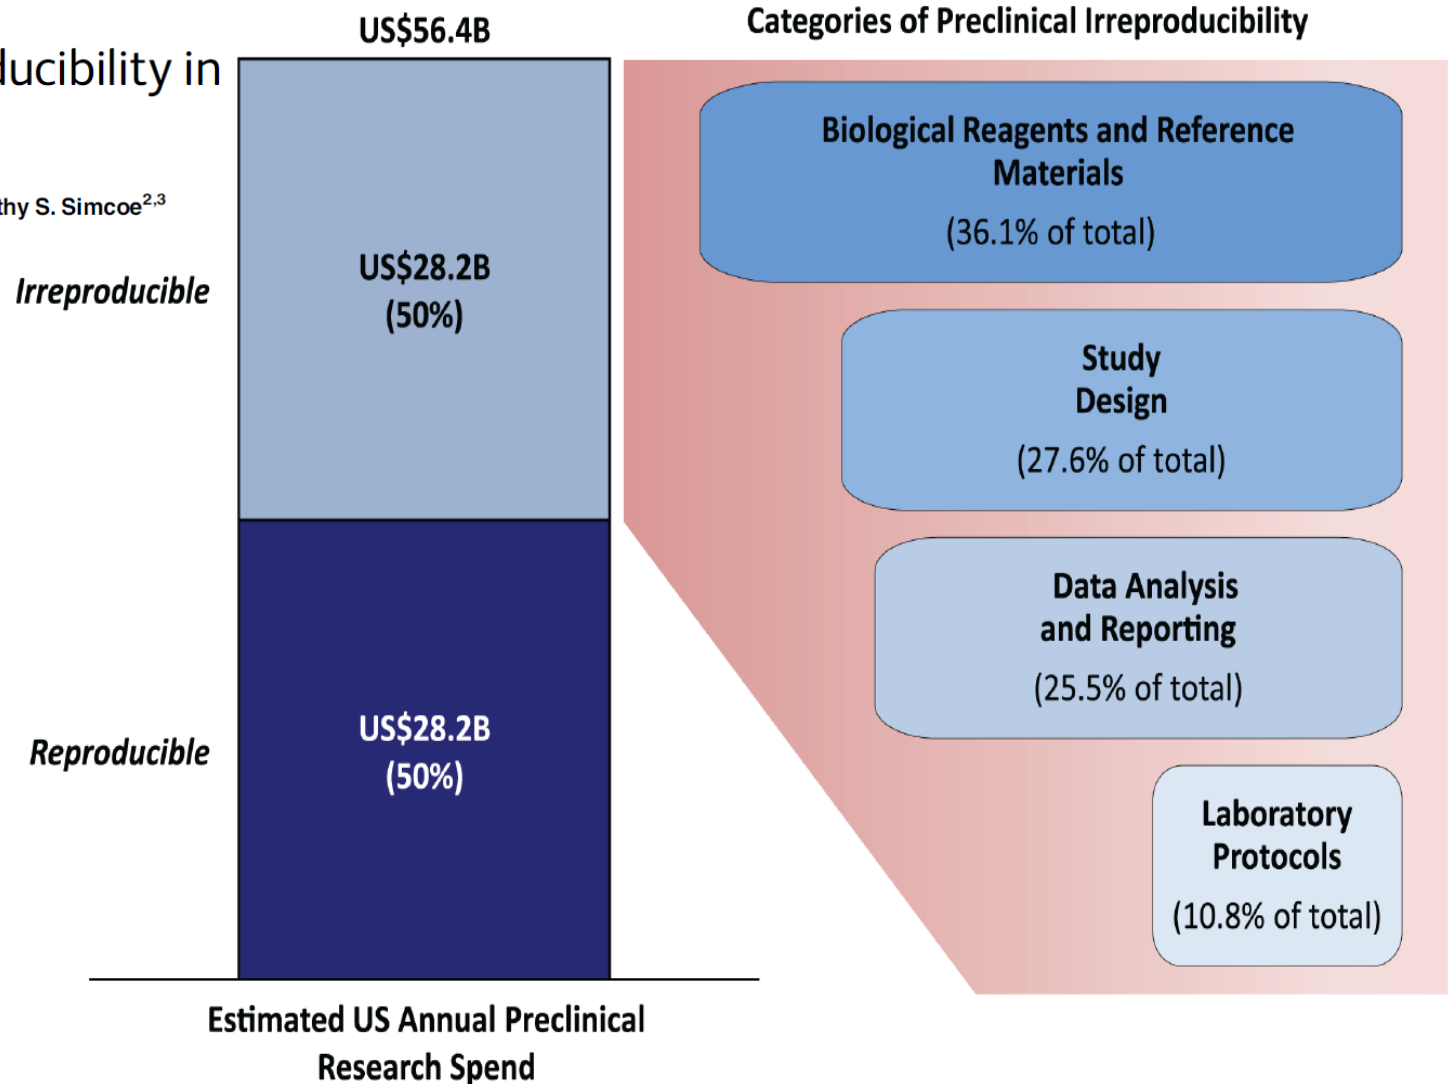 ducibility in
thy S. Simcoe2,3
US$56.4B
Irreproducible
US$28.2B
(50%)
Reproducible
US$28.2B
(50%)
Estimated US Annual Preclinical
Research Spend
Categories of Preclinical Irreproducibility
Biological Reagents and Reference
Materials
(36.1% of total)
Study
Design
(27.6% of total)
Data Analysis
and Reporting
(25.5% of total)
Laboratory
Protocols
(10.8% of total)